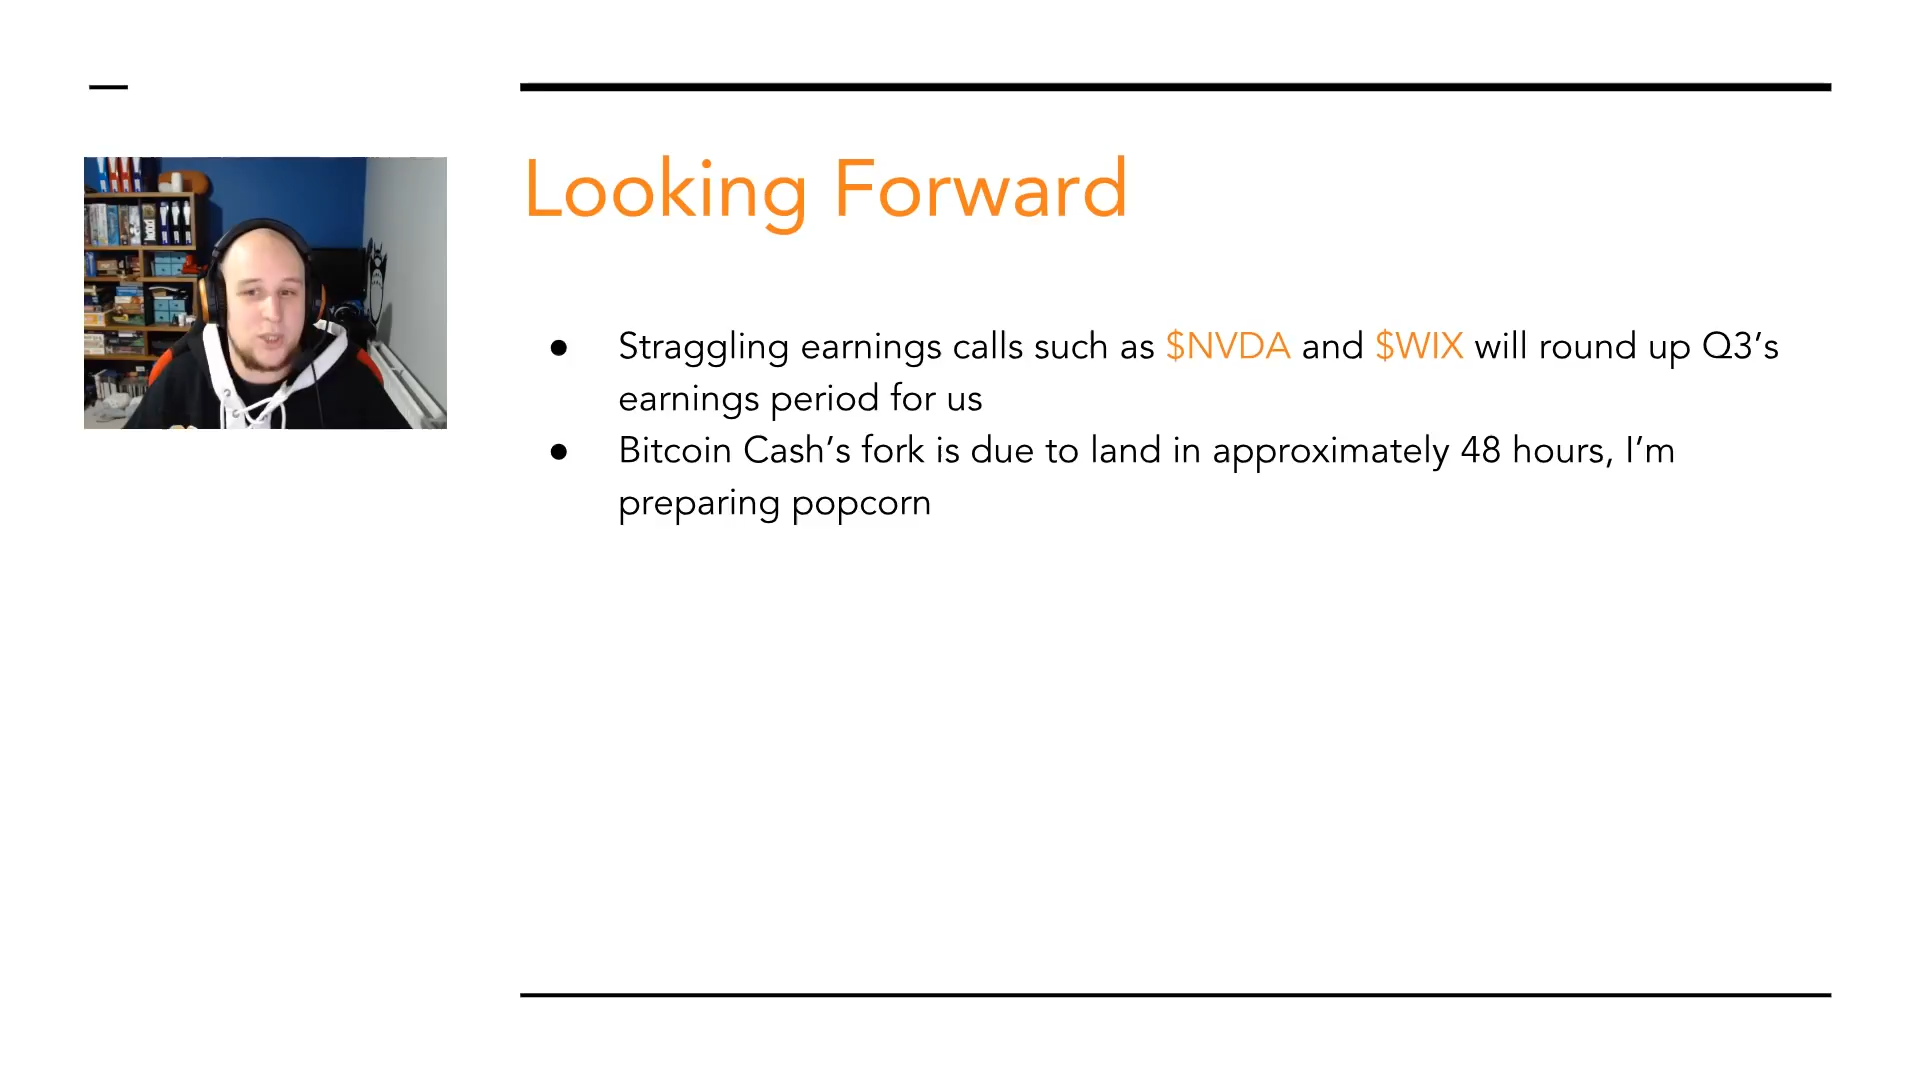 Looking Forward
● Straggling earnings calls such as $NVDA and $WIX will round up Q3’s
earnings period for us
● Bitcoin Cash’s fork is due to land in approximately 48 hours, I’m
preparing popcorn